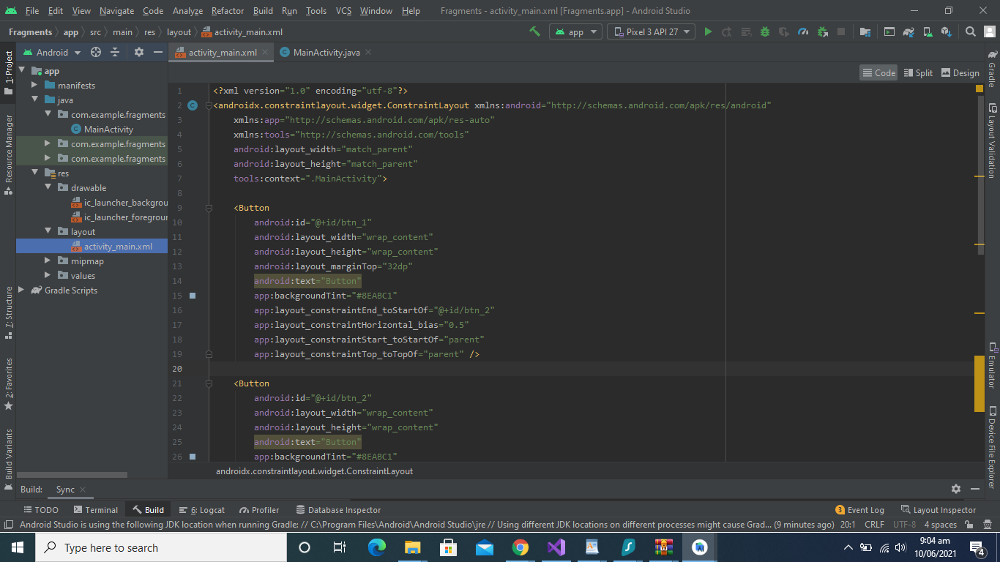 File Edit View Navigate Code Analyze Refactor Build Run Tools VCS Window Help Fragments - activity_main.xml [Fragments.app] - Android Studio
Fragments app src main res layout activity_main.xml app Pixel 3 API 27
1: Project
Resource Manager
7: Structure
2: Favorites
Build Variants
Android
app
manifests
java
com.example.fragments
MainActivity
com.example.fragments
com.example.fragments
res
drawable
ic_launcher_backgrou
ic_launcher_foregroun
layout
activity_main.xml
mipmap
values
Gradle Scripts
activity_main.xml MainActivity.java
Code Split Design
1 <?xml version="1.0" encoding="utf-8"?>
2 <androidx.constraintlayout.widget.ConstraintLayout xmlns:android="http://schemas.android.com/apk/res/android"
3 xmlns:app="http://schemas.android.com/apk/res-auto"
4 xmlns:tools="http://schemas.android.com/tools"
5 android:layout_width="match_parent"
6 android:layout_height="match_parent"
7 tools:context=".MainActivity">
8
9 <Button
10 android:id="@+id/btn_1"
11 android:layout_width="wrap_content"
12 android:layout_height="wrap_content"
13 android:layout_marginTop="32dp"
14 android:text="Button"
15 app:backgroundTint="#8EABC1"
16 app:layout_constraintEnd_toStartOf="@+id/btn_2"
17 app:layout_constraintHorizontal_bias="0.5"
18 app:layout_constraintStart_toStartOf="parent"
19 app:layout_constraintTop_toTopOf="parent" />
20
21 <Button
22 android:id="@+id/btn_2"
23 android:layout_width="wrap_content"
24 android:layout_height="wrap_content"
25 android:text="Button"
26 app:backgroundTint="#8EABC1"
androidx.constraintlayout.widget.ConstraintLayout
Gradle
Layout Validation
Emulator
Device File Explorer
Build: Sync
TODO Terminal Build 6: Logcat Profiler Database Inspector 3 Event Log Layout Inspector
Android Studio is using the following JDK location when running Gradle: // C:\Program Files\Android\Android Studio\jre // Using different JDK locations on different processes might cause Grad... (9 minutes ago) 20:1 CRLF UTF-8 4 spaces
Type here to search
9:04 am
10/06/2021
4